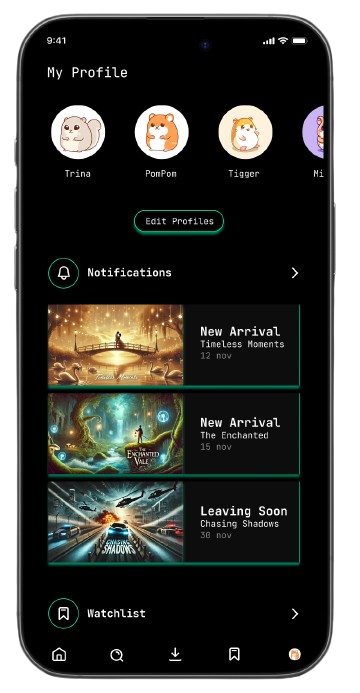 9:41
My Profile
Trina
PomPom
Tigger
Mi
Edit Profiles
Notifications
New Arrival
Timeless Moments
12 nov
New Arrival
The Enchanted
15 nov
THE
ENCHANTED
VALE
Leaving Soon
Chasing Shadows
30 nov
CHASING
SHADOWS
Watchlist